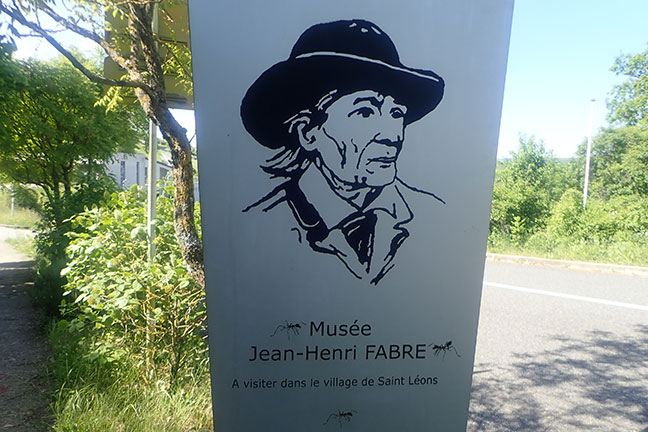 Musée
Jean-Henri FABRE
A visiter dans le village de Saint Léons